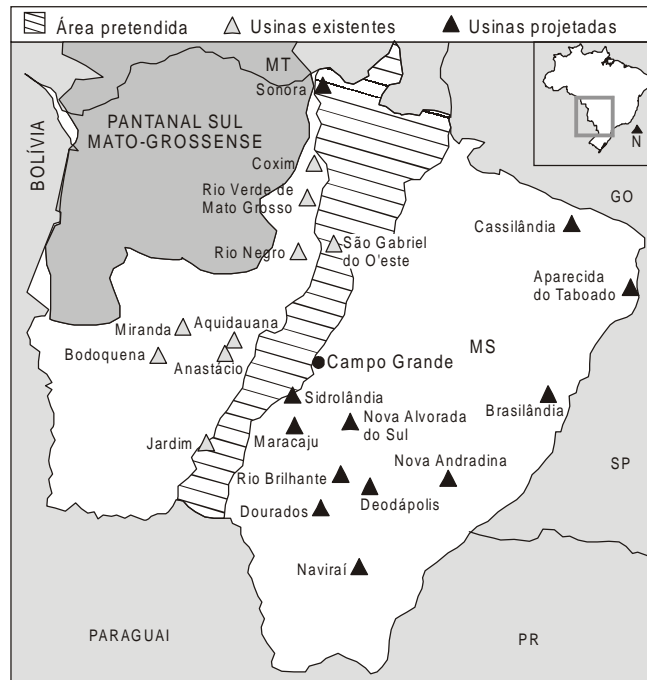 Área pretendida
Usinas existentes
Usinas projetadas
MT
Sonora
PANTANAL SUL
MATO-GROSSENSE
BOLÍVIA
N
Coxim
GO
Rio Verde de
Mato Grosso
Cassilândia
São Gabriel
do O'este
Rio Negro
Aparecida
do Taboado
Miranda
Aquidauana
MS
Bodoquena
Anastácio
Campo Grande
Sidrolândia
Brasilândia
Nova Alvorada
do Sul
Maracaju
Jardim
Nova Andradina
SP
Rio Brilhante
Deodápolis
Dourados
Naviraí
PARAGUAI
PR